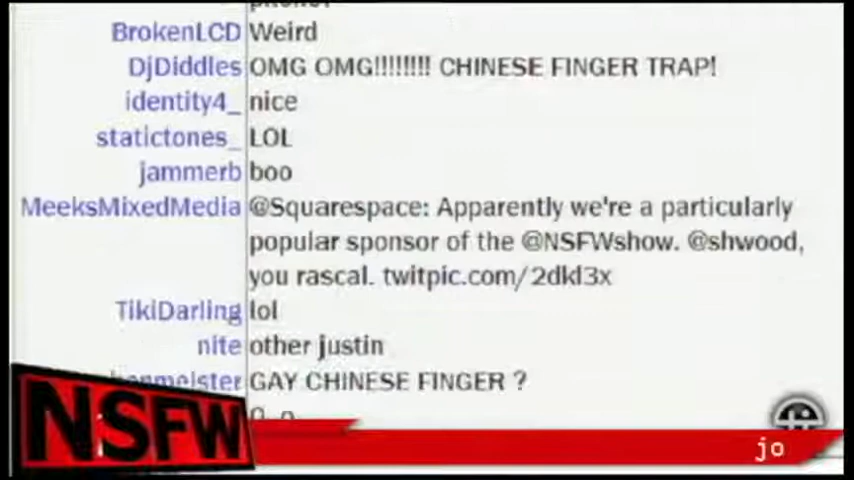 BrokenLCD Weird
DjDiddles OMG OMG!!!!!!!! CHINESE FINGER TRAP!
identity4_ nice
statictones_ LOL
jammerb boo
MeeksMixedMedia @Squarespace: Apparently we're a particularly
popular sponsor of the @NSFWshow. @shwood,
you rascal. twitpic.com/2dkl3x
TikiDarling lol
nite other justin
GAY CHINESE FINGER ?
NSFW
jo